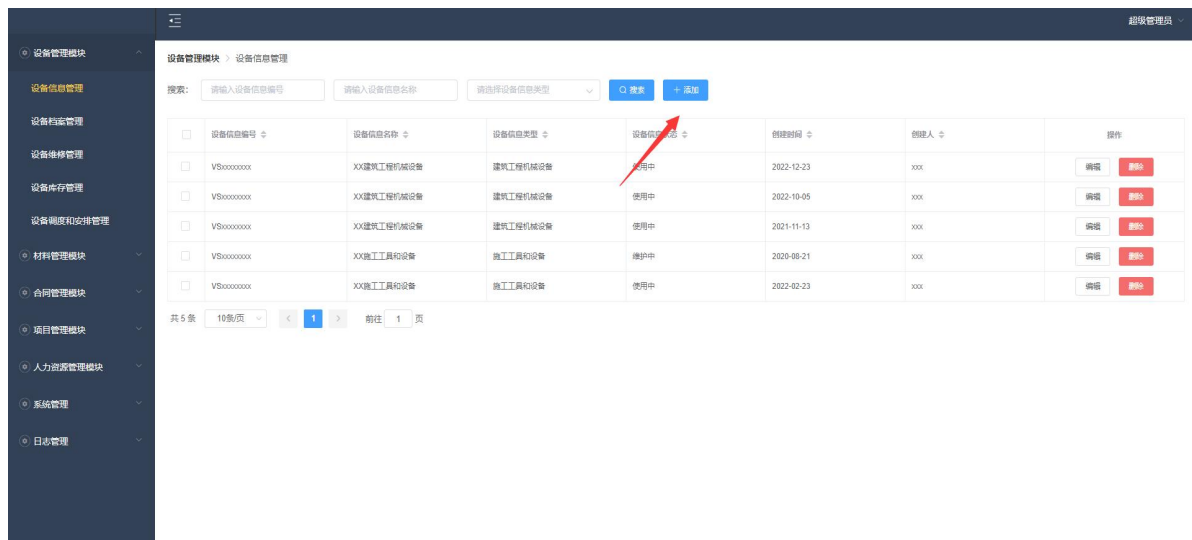 超级管理员
设备管理模块
设备信息管理
设备档案管理
设备维修管理
设备库存管理
设备调度和安排管理
材料管理模块
合同管理模块
项目管理模块
人力资源管理模块
系统管理
日志管理
设备管理模块 > 设备信息管理
搜索: 请输入设备信息编号 请输入设备信息名称 请选择设备信息类型 搜索 + 添加
设备信息编号 设备信息名称 设备信息类型 设备信息状态 创建时间 创建人 操作
VSxxxxxxxx XX建筑工程机械设备 建筑工程机械设备 使用中 2022-12-23 xxx 编辑 删除
VSxxxxxxxx XX建筑工程机械设备 建筑工程机械设备 使用中 2022-10-05 xxx 编辑 删除
VSxxxxxxxx XX建筑工程机械设备 建筑工程机械设备 使用中 2021-11-13 xxx 编辑 删除
VSxxxxxxxx XX施工工具和设备 施工工具和设备 维护中 2020-08-21 xxx 编辑 删除
VSxxxxxxxx XX施工工具和设备 施工工具和设备 使用中 2022-02-23 xxx 编辑 删除
共 5 条 10条/页 < 1 > 前往 1 页